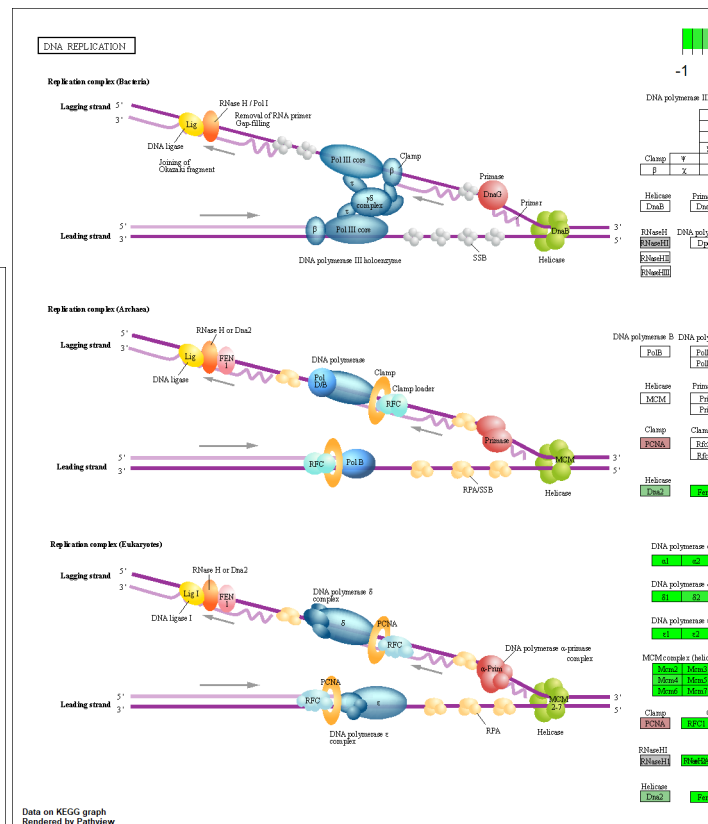 DNA REPLICATION
-1
Replication complex (Bacteria)
Lagging strand 5'
3'
Lig
DNA ligase
Joining of
Okazaki fragment
RNase H / Pol I
Removal of RNA primer
Gap-filling
Pol III core
Clamp
β
τ
γδ
complex
τ
Primase
DnaG
Primer
Leading strand 5'
3'
β
Pol III core
DNA polymerase III holoenzyme
SSB
DnaB
Helicase
3'
5'
DNA polymerase III
Clamp Ψ
β χ
Helicase
DnaB
RNaseH
RNaseHI
RNaseHII
RNaseHIII
Replication complex (Archaea)
Lagging strand 5'
3'
Lig
DNA ligase
RNase H or Dna2
FEN
1
DNA polymerase
Pol
D/B
Clamp
Clamp loader
RFC
Primase
Leading strand 5'
3'
RFC
Pol B
RPA/SSB
MCM
Helicase
3'
5'
DNA polymerase B
PolB
Helicase
MCM
Clamp
PCNA
Helicase
Dna2
Replication complex (Eukaryotes)
Lagging strand 5'
3'
Lig I
DNA ligase I
RNase H or Dna2
FEN
1
DNA polymerase δ
complex
δ
PCNA
RFC
DNA polymerase α-primase
complex
α-Prim
Leading strand 5'
3'
PCNA
RFC
ε
DNA polymerase ε
complex
RPA
MCM
2-7
Helicase
3'
5'
DNA polymerase
α1 α2
DNA polymerase
δ1 δ2
DNA polymerase
ε1 ε2
MCM complex
Mcm2 Mcm3
Mcm4 Mcm5
Mcm6 Mcm7
Clamp
PCNA RFC1
RNaseHI
RNaseH1
Helicase
Dna2
Data on KEGG graph
Rendered by Pathview